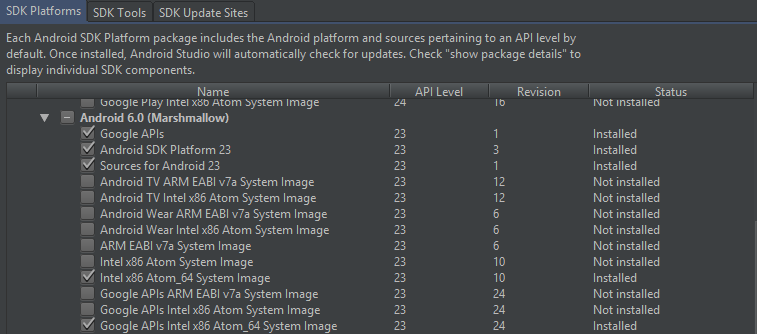 SDK Platforms SDK Tools SDK Update Sites
Each Android SDK Platform package includes the Android platform and sources pertaining to an API level by
default. Once installed, Android Studio will automatically check for updates. Check "show package details" to
display individual SDK components.
Name API Level Revision Status
Google Play Intel x86 Atom System Image 24 16 Not installed
Android 6.0 (Marshmallow)
Google APIs 23 1 Installed
Android SDK Platform 23 23 3 Installed
Sources for Android 23 23 1 Installed
Android TV ARM EABI v7a System Image 23 12 Not installed
Android TV Intel x86 Atom System Image 23 12 Not installed
Android Wear ARM EABI v7a System Image 23 6 Not installed
Android Wear Intel x86 Atom System Image 23 6 Not installed
ARM EABI v7a System Image 23 6 Not installed
Intel x86 Atom System Image 23 10 Not installed
Intel x86 Atom_64 System Image 23 10 Installed
Google APIs ARM EABI v7a System Image 23 24 Not installed
Google APIs Intel x86 Atom System Image 23 24 Not installed
Google APIs Intel x86 Atom_64 System Image 23 24 Installed